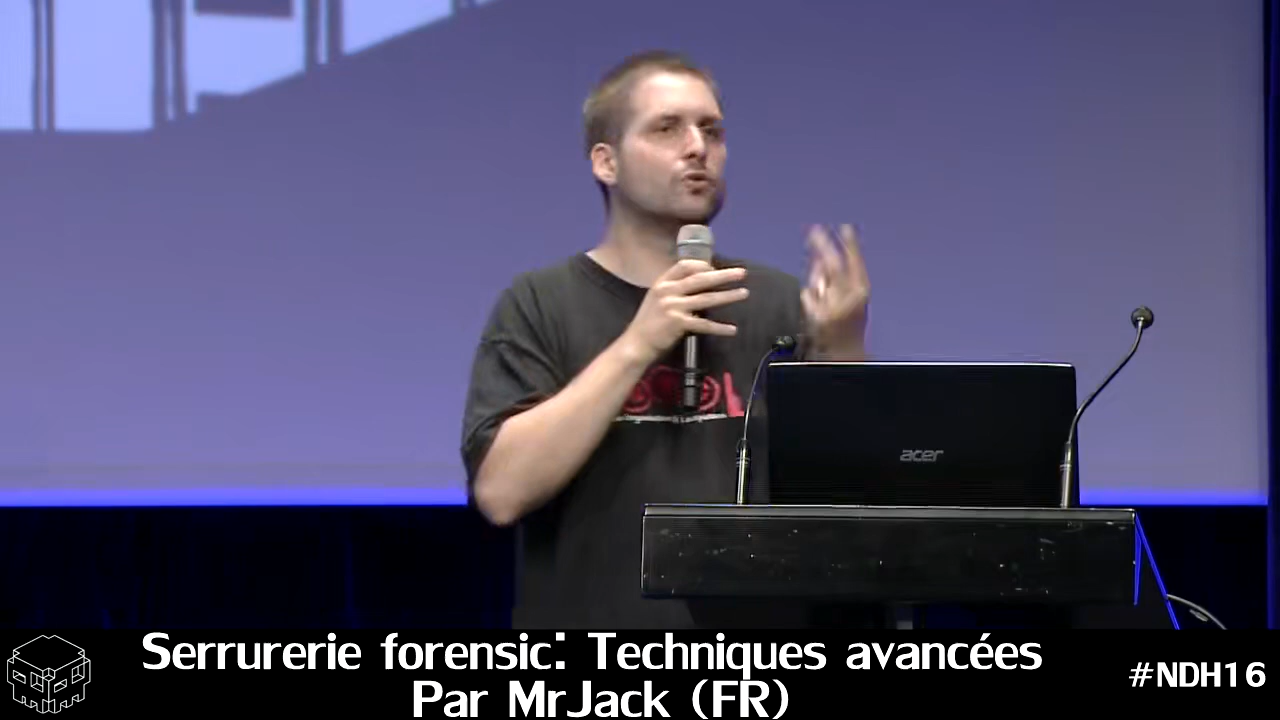 acer
Serrurerie forensic: Techniques avancées
Par MrJack (FR)
#NDH16